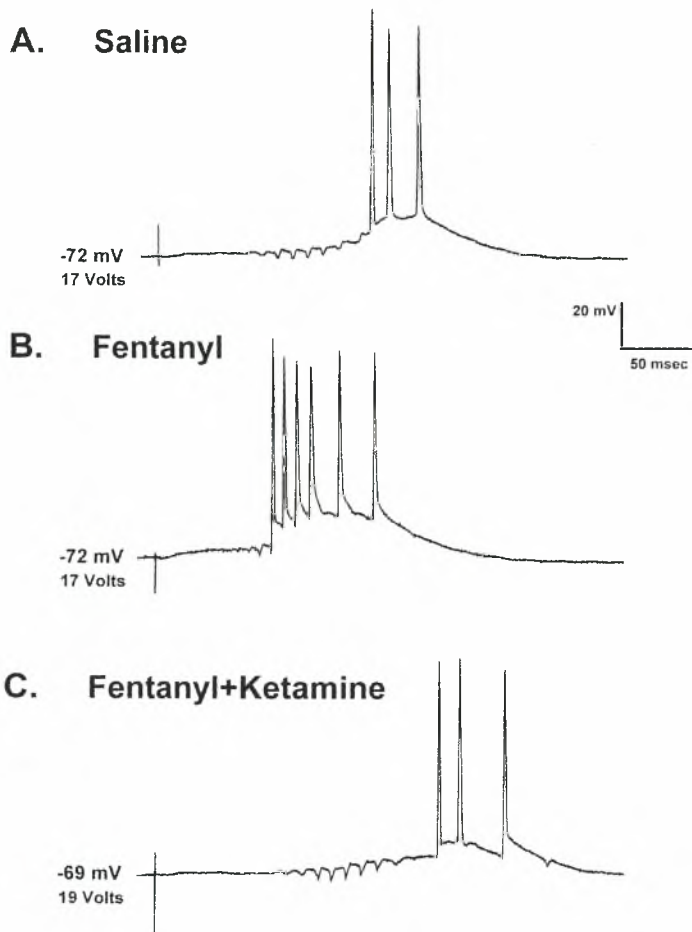 A. Saline
-72 mV
17 Volts
20 mV
50 msec
B. Fentanyl
-72 mV
17 Volts
C. Fentanyl+Ketamine
-69 mV
19 Volts